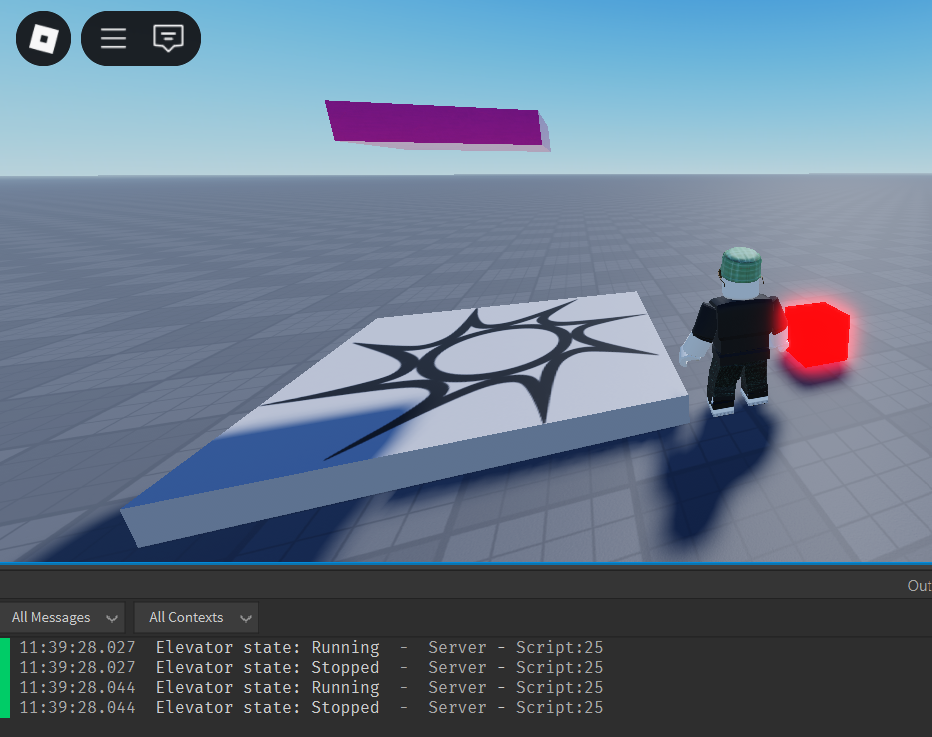 Out
All Messages All Contexts
11:39:28.027 Elevator state: Running - Server - Script:25
11:39:28.027 Elevator state: Stopped - Server - Script:25
11:39:28.044 Elevator state: Running - Server - Script:25
11:39:28.044 Elevator state: Stopped - Server - Script:25